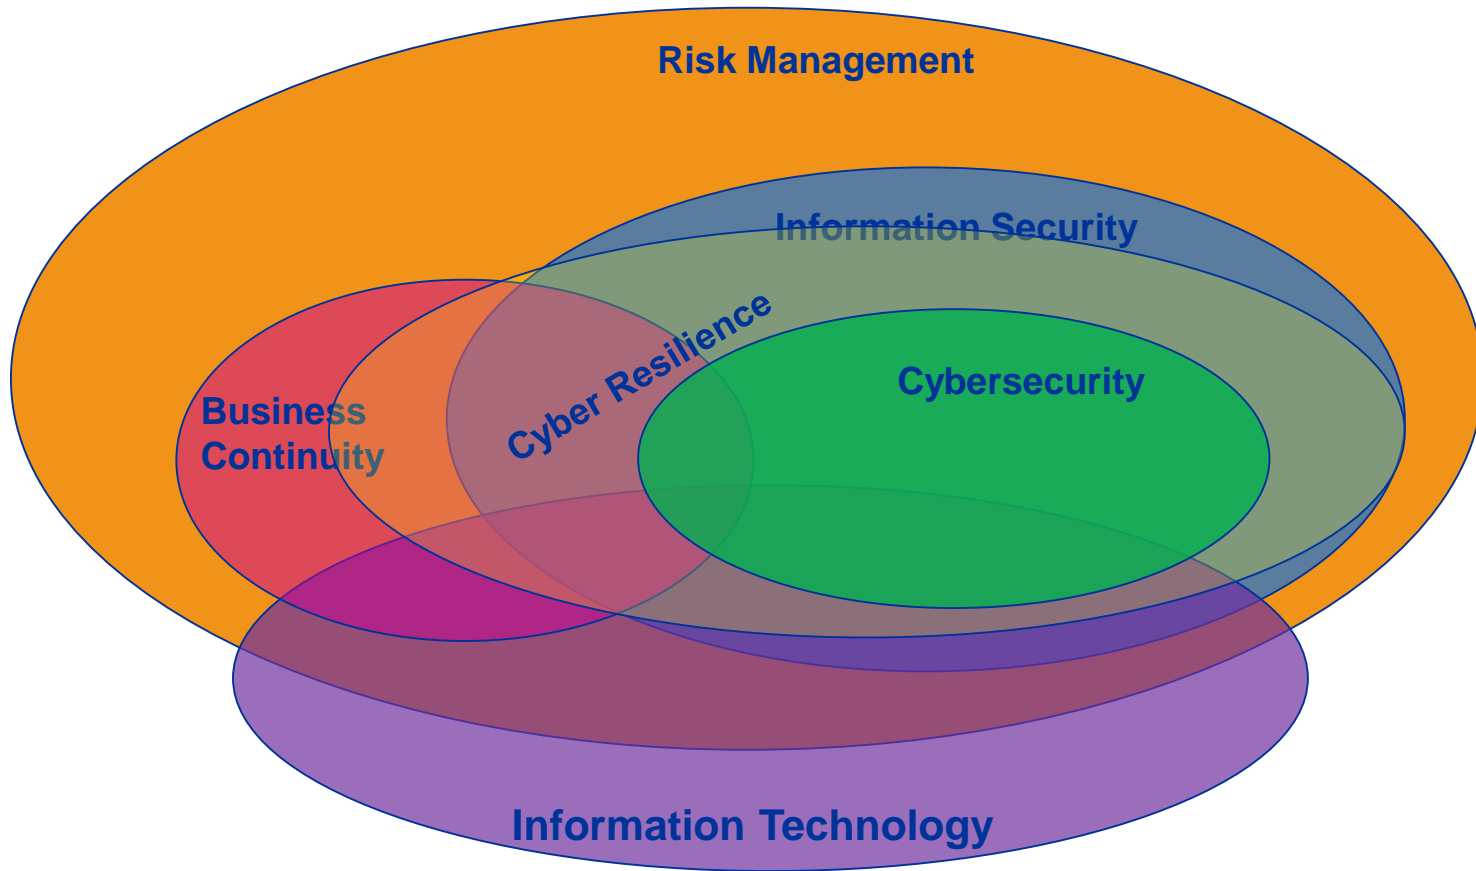 Risk Management
Information Security
Cyber Resilience
Cybersecurity
Business
Continuity
Information Technology